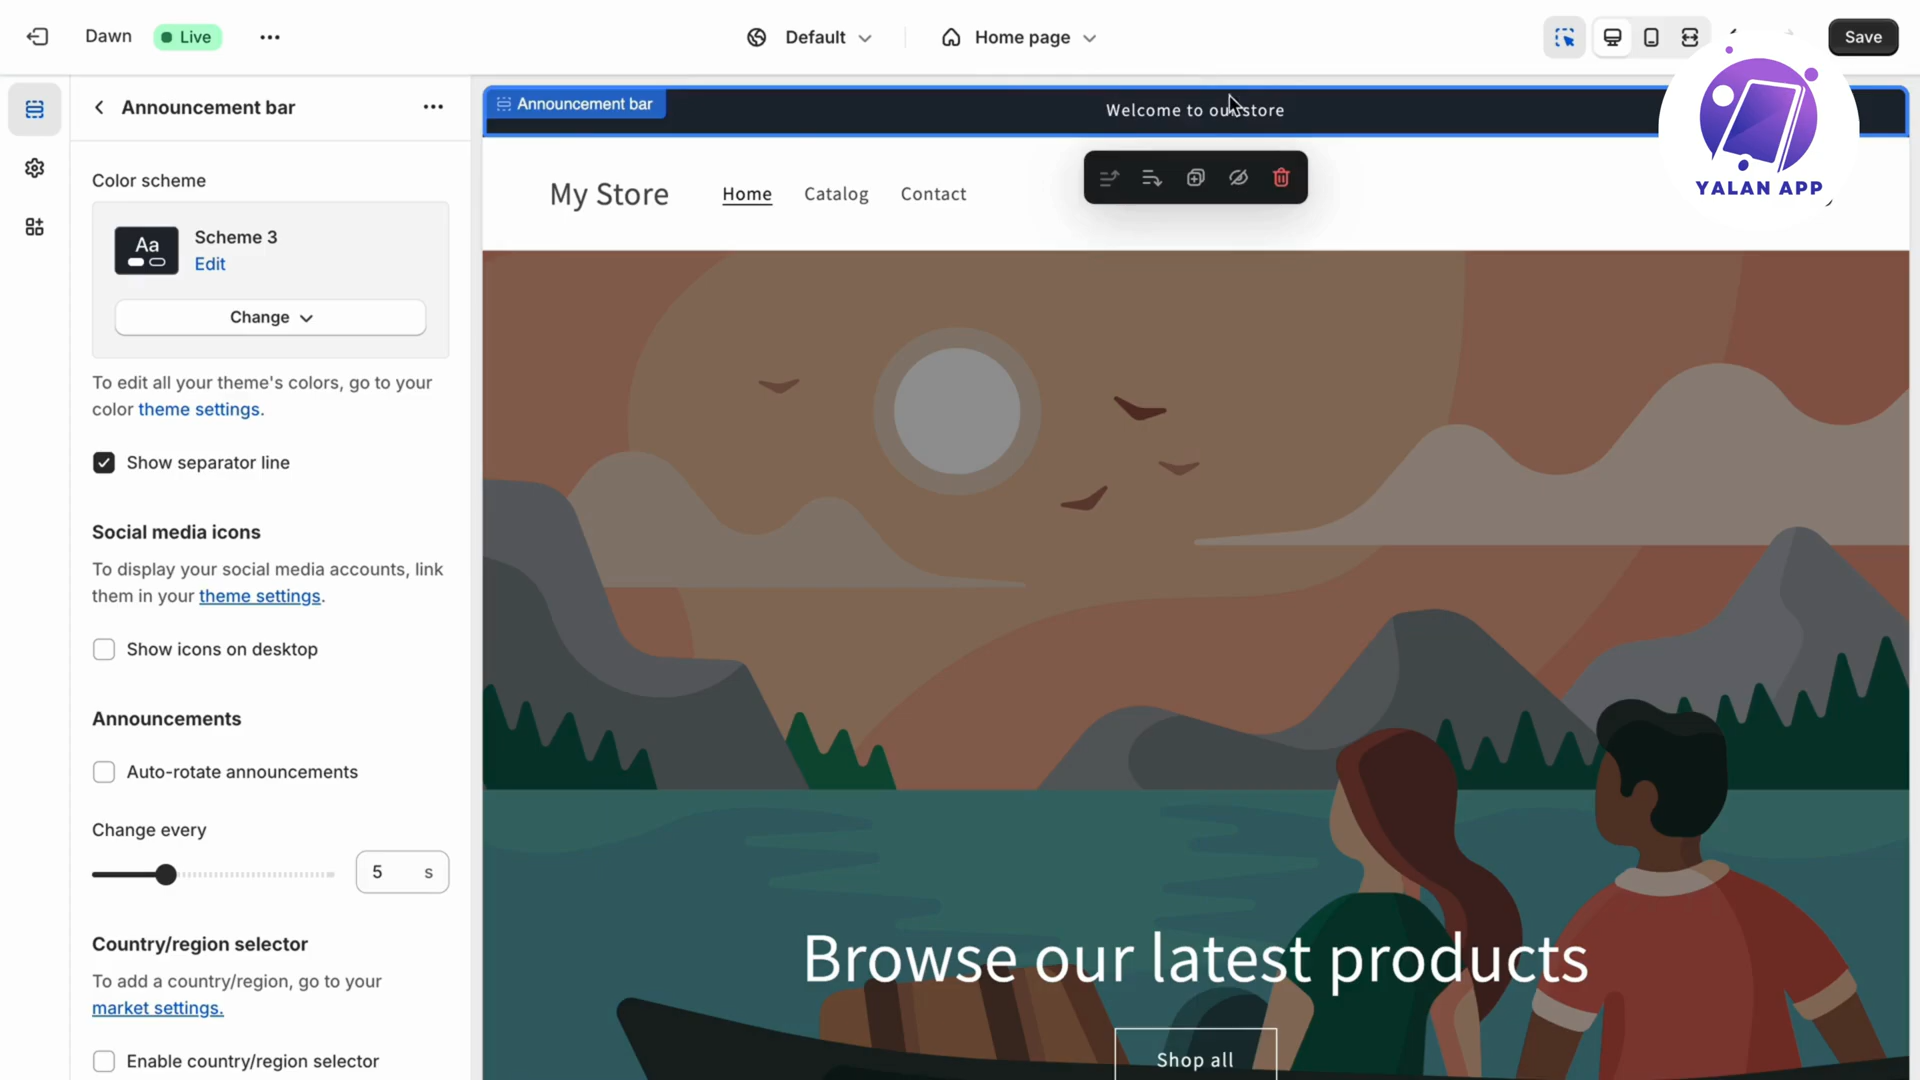 Dawn
Live
Default
Home page
Save
Announcement bar
Color scheme
Aa
Scheme 3
Edit
Change
To edit all your theme's colors, go to your
color theme settings.
Show separator line
Social media icons
To display your social media accounts, link
them in your theme settings.
Show icons on desktop
Announcements
Auto-rotate announcements
Change every
5 s
Country/region selector
To add a country/region, go to your
market settings.
Enable country/region selector
Announcement bar
Welcome to our store
My Store
Home
Catalog
Contact
YALAN APP
Browse our latest products
Shop all